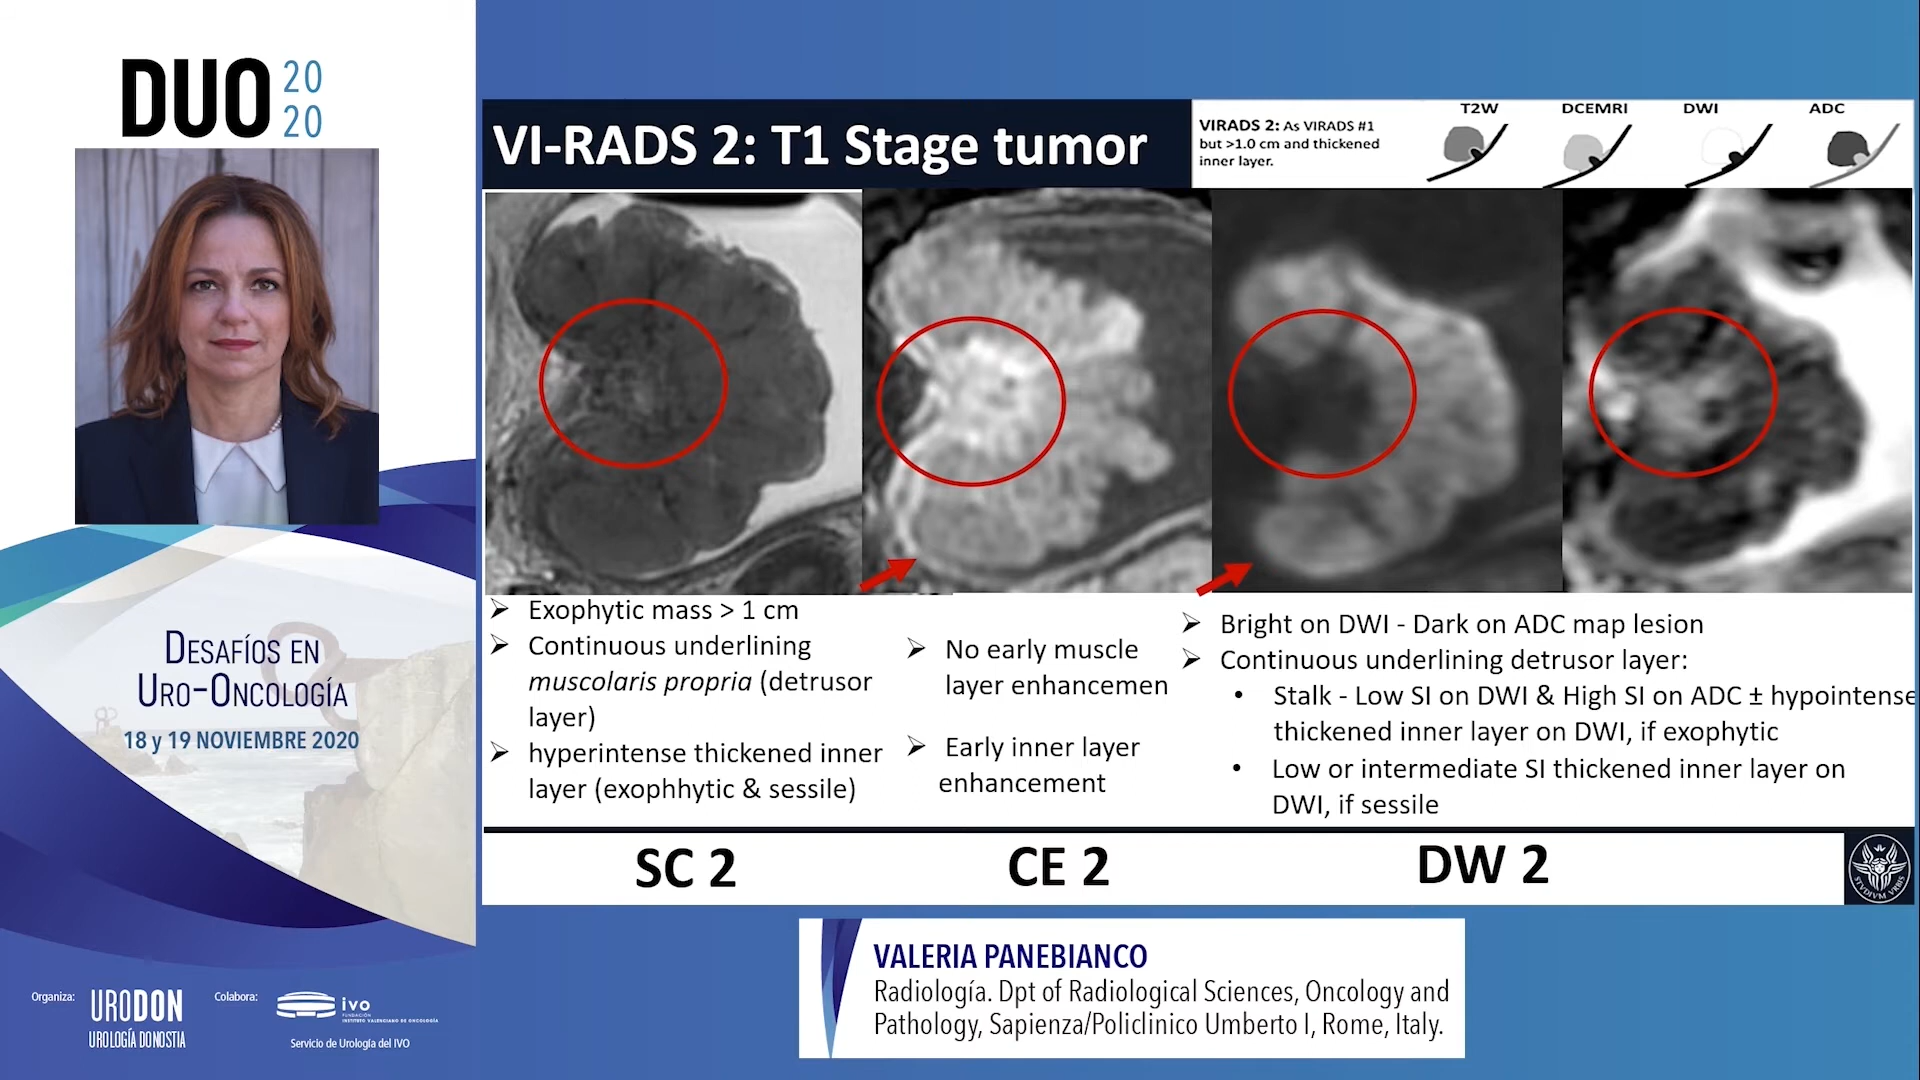 DUO 20
20
VI-RADS 2: T1 Stage tumor
VIRADS 2: As VIRADS #1
but >1.0 cm and thickened
inner layer.
T2W DCEMRI DWI ADC
➢ Exophytic mass > 1 cm
➢ Continuous underlining
muscolaris propria (detrusor
layer)
➢ hyperintense thickened inner
layer (exophhytic & sessile)
➢ No early muscle
layer enhancemen
➢ Early inner layer
enhancement
➢ Bright on DWI - Dark on ADC map lesion
➢ Continuous underlining detrusor layer:
• Stalk - Low SI on DWI & High SI on ADC ± hypointense
thickened inner layer on DWI, if exophytic
• Low or intermediate SI thickened inner layer on
DWI, if sessile
SC 2 CE 2 DW 2
STVDIVM VRBIS
DESAFÍOS EN
URO-ONCOLOGÍA
18 y 19 NOVIEMBRE 2020
Organiza:
URODON
UROLOGÍA DONOSTIA
Colabora:
ivo
FUNDACIÓN
INSTITUTO VALENCIANO DE ONCOLOGÍA
Servicio de Urología del IVO
VALERIA PANEBIANCO
Radiología. Dpt of Radiological Sciences, Oncology and
Pathology, Sapienza/Policlinico Umberto I, Rome, Italy.